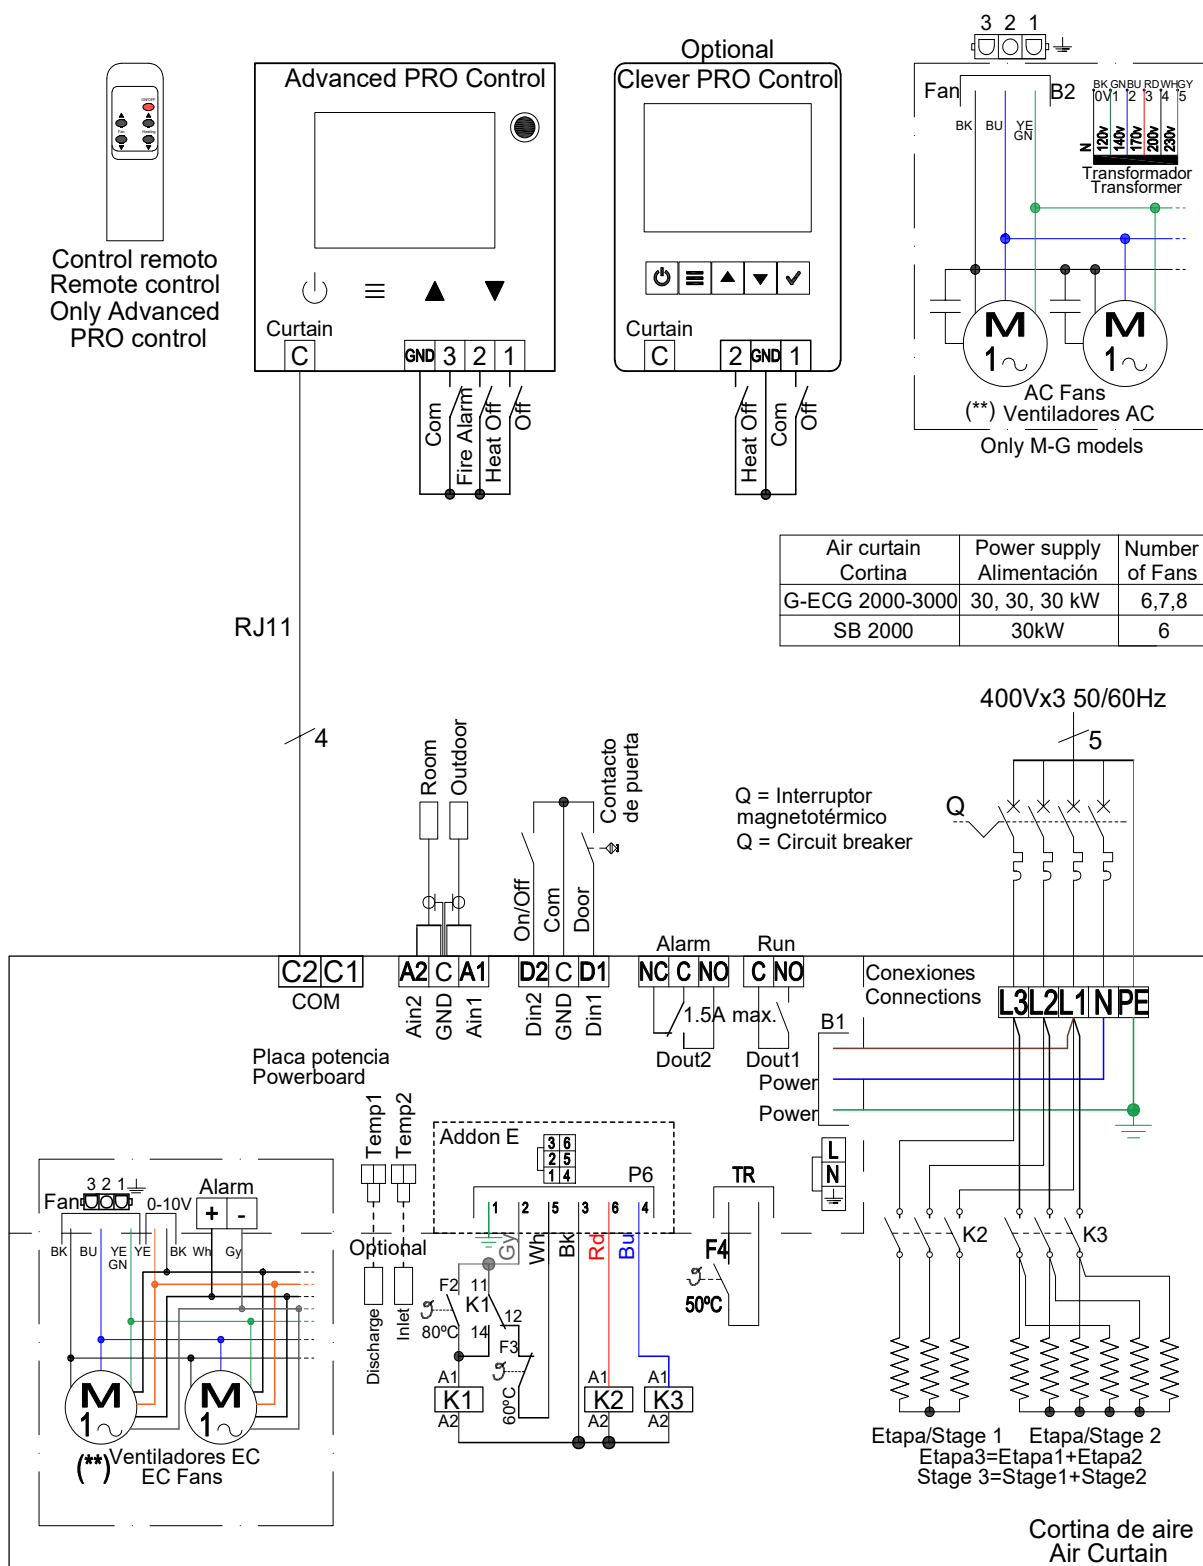 Control remoto
Remote control
Only Advanced
PRO control
ON/OFF
Fan
Heating
Advanced PRO Control
Curtain
C
GND 3 2 1
Com
Fire Alarm
Heat Off
Off
Optional
Clever PRO Control
Curtain
C
2 GND 1
Heat Off
Com
Off
3 2 1
Fan
B2
BK
BU
YE
GN
BK GN BU RD WH GY
0V 1 2 3 4 5
N
120v
140v
170v
200v
230v
Transformador
Transformer
M
1
M
1
AC Fans
(**) Ventiladores AC
Only M-G models
Air curtain
Cortina
Power supply
Alimentación
Number
of Fans
G-ECG 2000-3000
30, 30, 30 kW
6,7,8
SB 2000
30kW
6
RJ11
4
Room
Outdoor
On/Off
Com
Door
Contacto
de puerta
Q = Interruptor
magnetotérmico
Q = Circuit breaker
400Vx3 50/60Hz
5
Q
C2 C1
COM
A2 C A1
Ain2
GND
Ain1
D2 C D1
Din2
GND
Din1
Alarm
NC C NO
Run
C NO
1.5A max.
Dout2
Dout1
Conexiones
Connections
L3 L2 L1 N PE
B1
Power
Power
Placa potencia
Powerboard
Temp1
Temp2
Optional
Discharge
Inlet
Addon E
3 6
2 5
1 4
P6
1 2 5 3 6 4
Gy
Wh
Bk
Rd
Bu
TR
F4
50ºC
L
N
Fan
3 2 1
0-10V
Alarm
+ -
BK
BU
YE
GN
YE
BK
Wh
Gy
M
1
M
1
(**) Ventiladores EC
EC Fans
F2
80ºC
11
K1
12
14
F3
60ºC
A1
K1
A2
A1
K2
A2
A1
K3
A2
K2
K3
Etapa/Stage 1
Etapa/Stage 2
Etapa3=Etapa1+Etapa2
Stage 3=Stage1+Stage2
Cortina de aire
Air Curtain